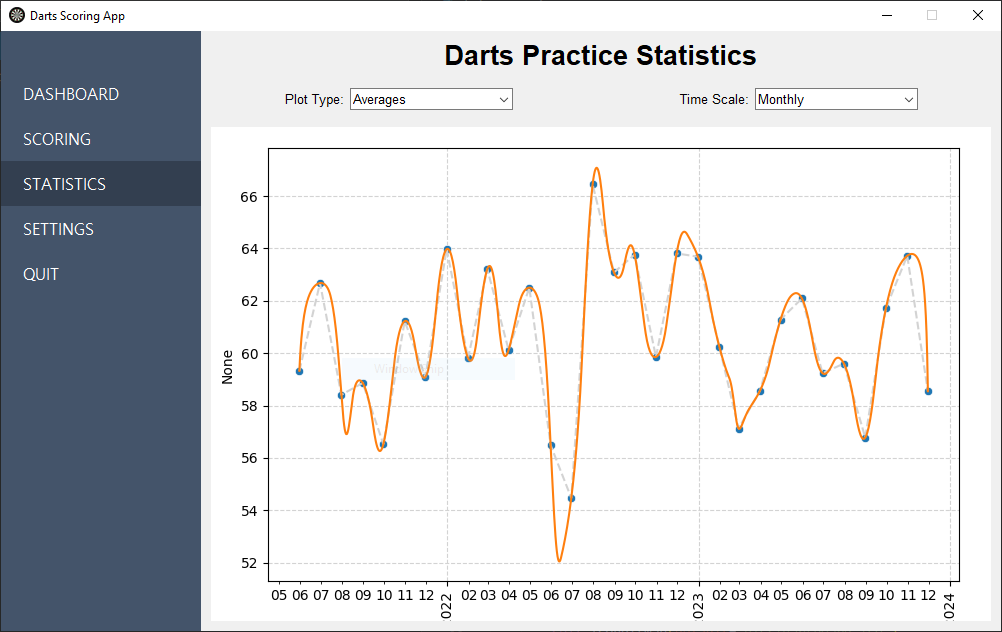 Darts Scoring App
DASHBOARD
SCORING
STATISTICS
SETTINGS
QUIT
Darts Practice Statistics
Plot Type: Averages
Time Scale: Monthly
None
66
64
62
60
58
56
54
52
05 06 07 08 09 10 11 12 022 02 03 04 05 06 07 08 09 10 11 12 023 02 03 04 05 06 07 08 09 10 11 12 024